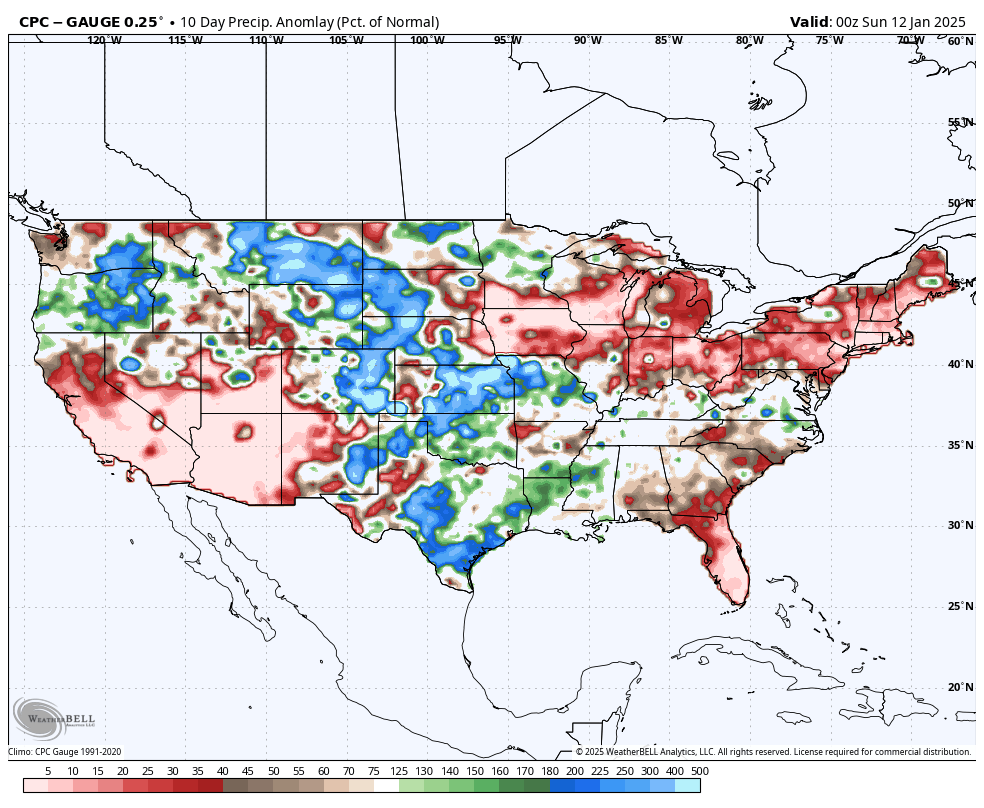 CPC − GAUGE 0.25° • 10 Day Precip. Anomlay (Pct. of Normal)
Valid: 00z Sun 12 Jan 2025
120°W 115°W 110°W 105°W 100°W 95°W 90°W 85°W 80°W 75°W 70°W 60°N
55°N
50°N
45°N
40°N
35°N
30°N
25°N
20°N
WEATHERBELL
Analytics LLC
Climo: CPC Gauge 1991-2020
© 2025 WeatherBELL Analytics, LLC. All rights reserved. License required for commercial distribution.
5 10 15 20 25 30 35 40 45 50 55 60 70 75 125 130 140 150 160 170 180 200 225 250 300 400 500